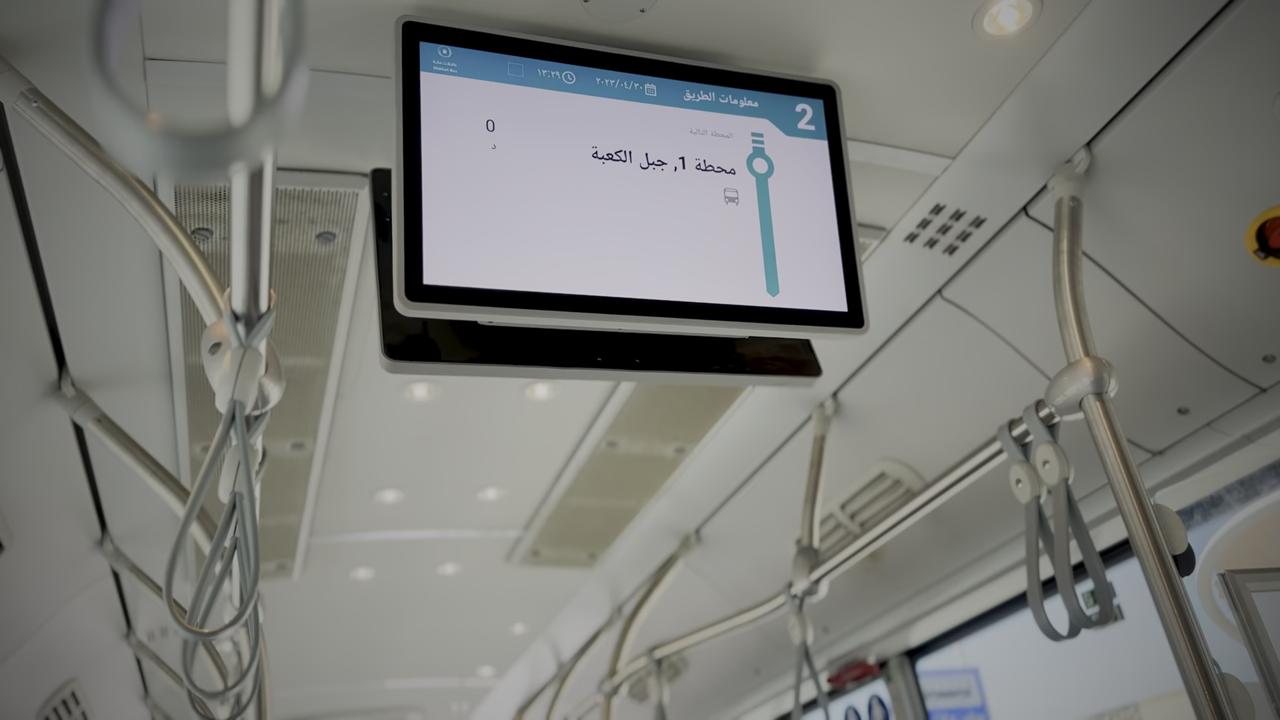 2
معلومات الطريق
٢٠٢٣/٠٤/٣٠
١٣:٢٩
المحطة التالية
محطة 1, جبل الكعبة
0
د